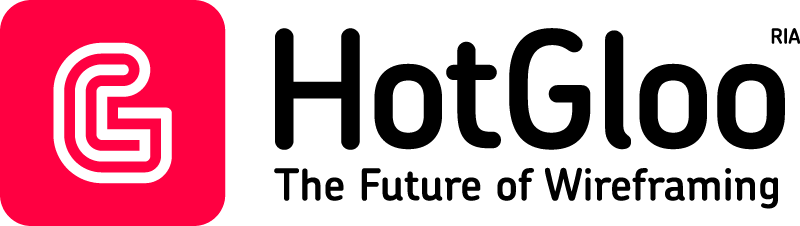 HotGloo RIA
The Future of Wireframing